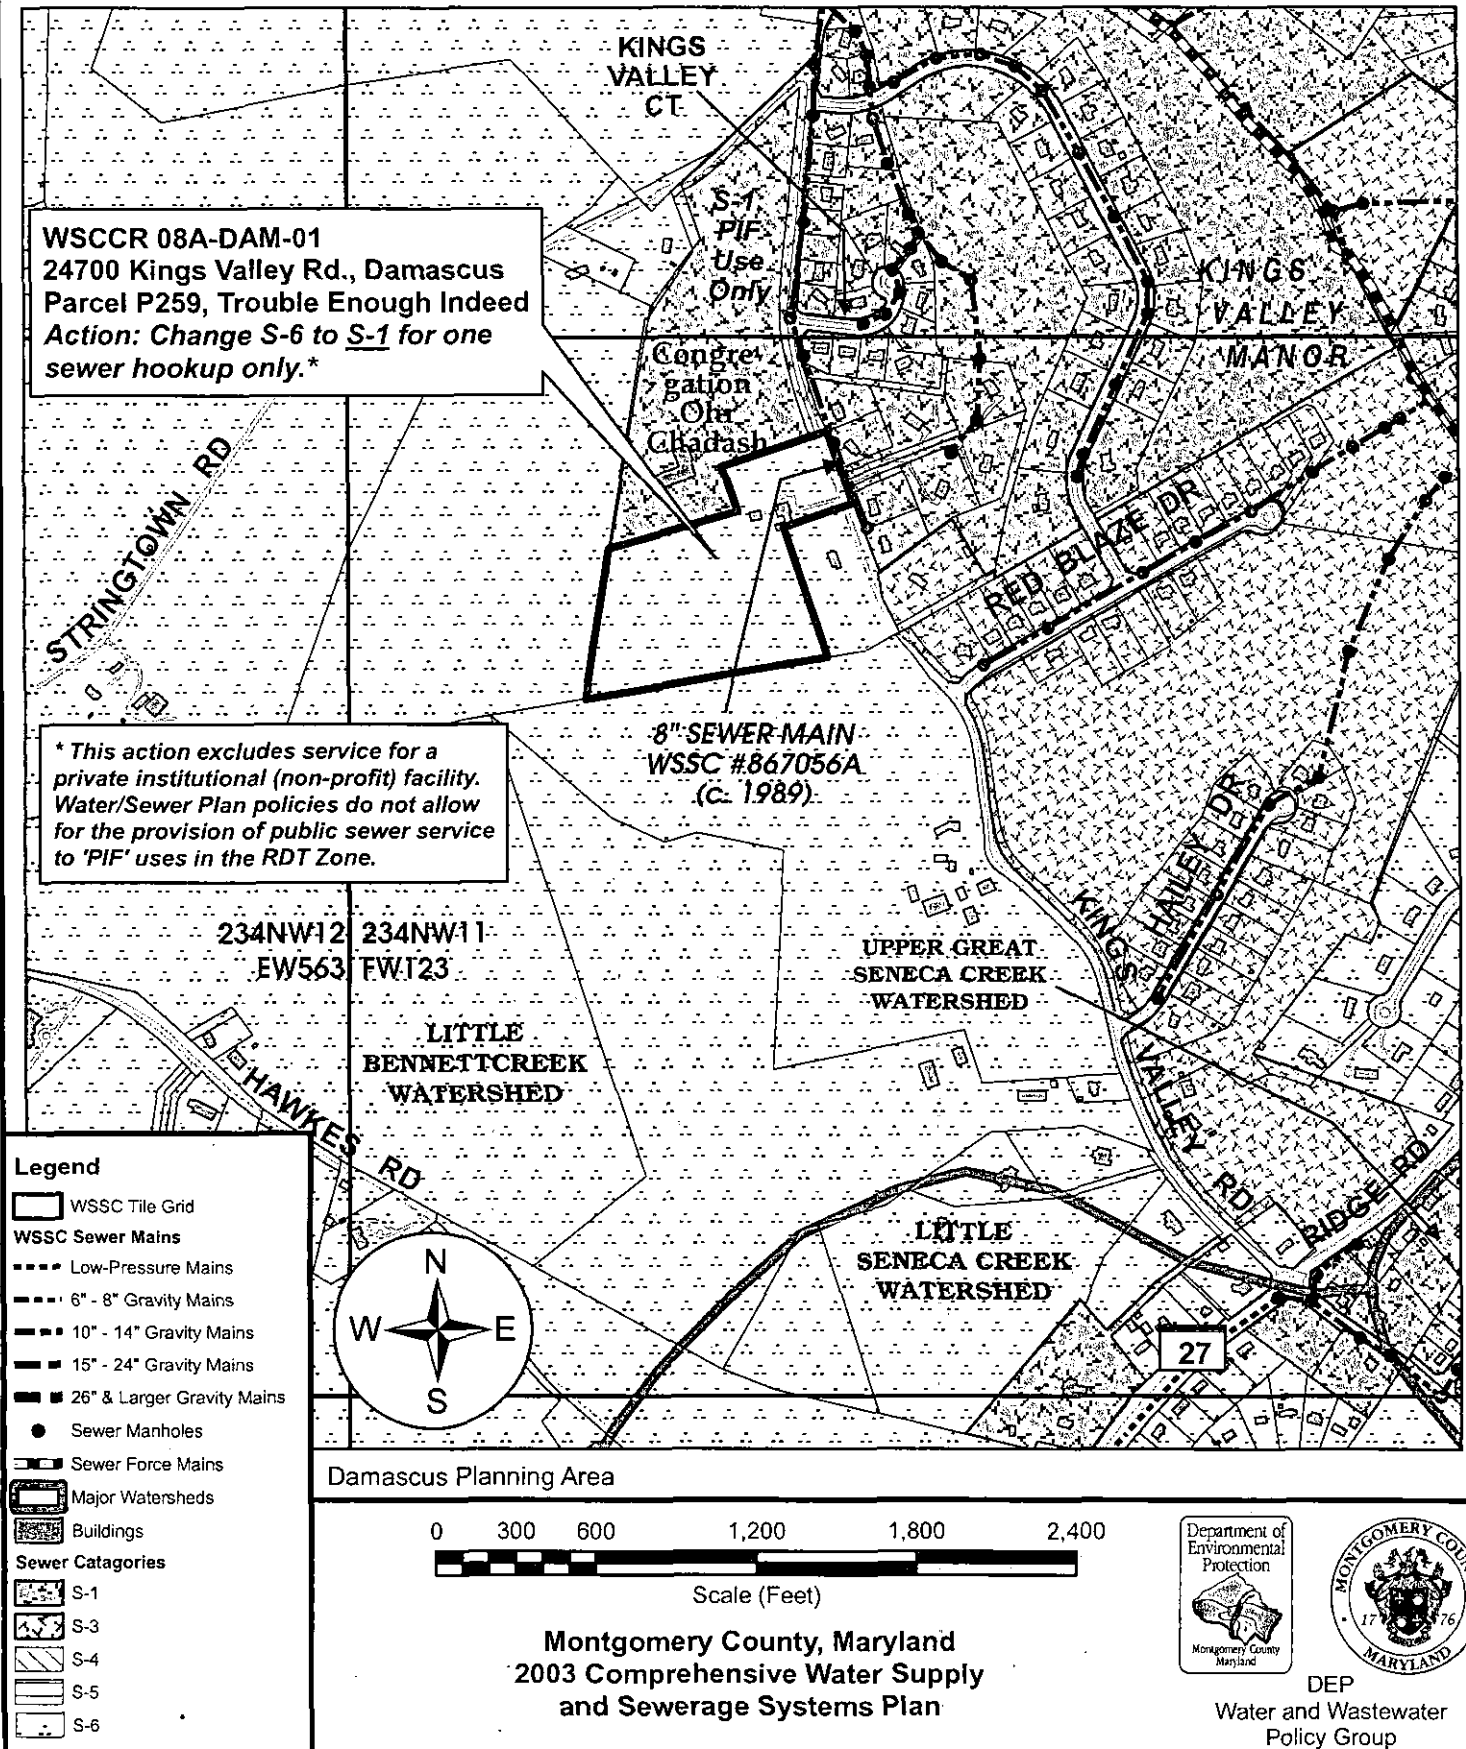 KINGS
VALLEY
CT.
S-1
PIF
Use
Only
WSCCR 08A-DAM-01
24700 Kings Valley Rd., Damascus
Parcel P259, Trouble Enough Indeed
Action: Change S-6 to S-1 for one
sewer hookup only.*
KINGS
VALLEY
MANOR
Congre-
gation
Ohr
Chadash
STRINGTOWN RD
RED BLAZE DR
8" SEWER MAIN
WSSC #867056A
(c. 1989)
* This action excludes service for a
private institutional (non-profit) facility.
Water/Sewer Plan policies do not allow
for the provision of public sewer service
to 'PIF' uses in the RDT Zone.
HAILEY DR
KINGS VALLEY RD
234NW12 234NW11
EW563 FW123
UPPER GREAT
SENECA CREEK
WATERSHED
LITTLE
BENNETTCREEK
WATERSHED
HAWKES RD
RIDGE RD
LITTLE
SENECA CREEK
WATERSHED
27
N
W E
S
Legend
WSSC Tile Grid
WSSC Sewer Mains
Low-Pressure Mains
6" - 8" Gravity Mains
10" - 14" Gravity Mains
15" - 24" Gravity Mains
26" & Larger Gravity Mains
Sewer Manholes
Sewer Force Mains
Major Watersheds
Buildings
Sewer Catagories
S-1
S-3
S-4
S-5
S-6
Damascus Planning Area
0 300 600 1,200 1,800 2,400
Scale (Feet)
Montgomery County, Maryland
2003 Comprehensive Water Supply
and Sewerage Systems Plan
Department of
Environmental
Protection
Montgomery County
Maryland
MONTGOMERY COU
17 76
MARYLAND
DEP
Water and Wastewater
Policy Group